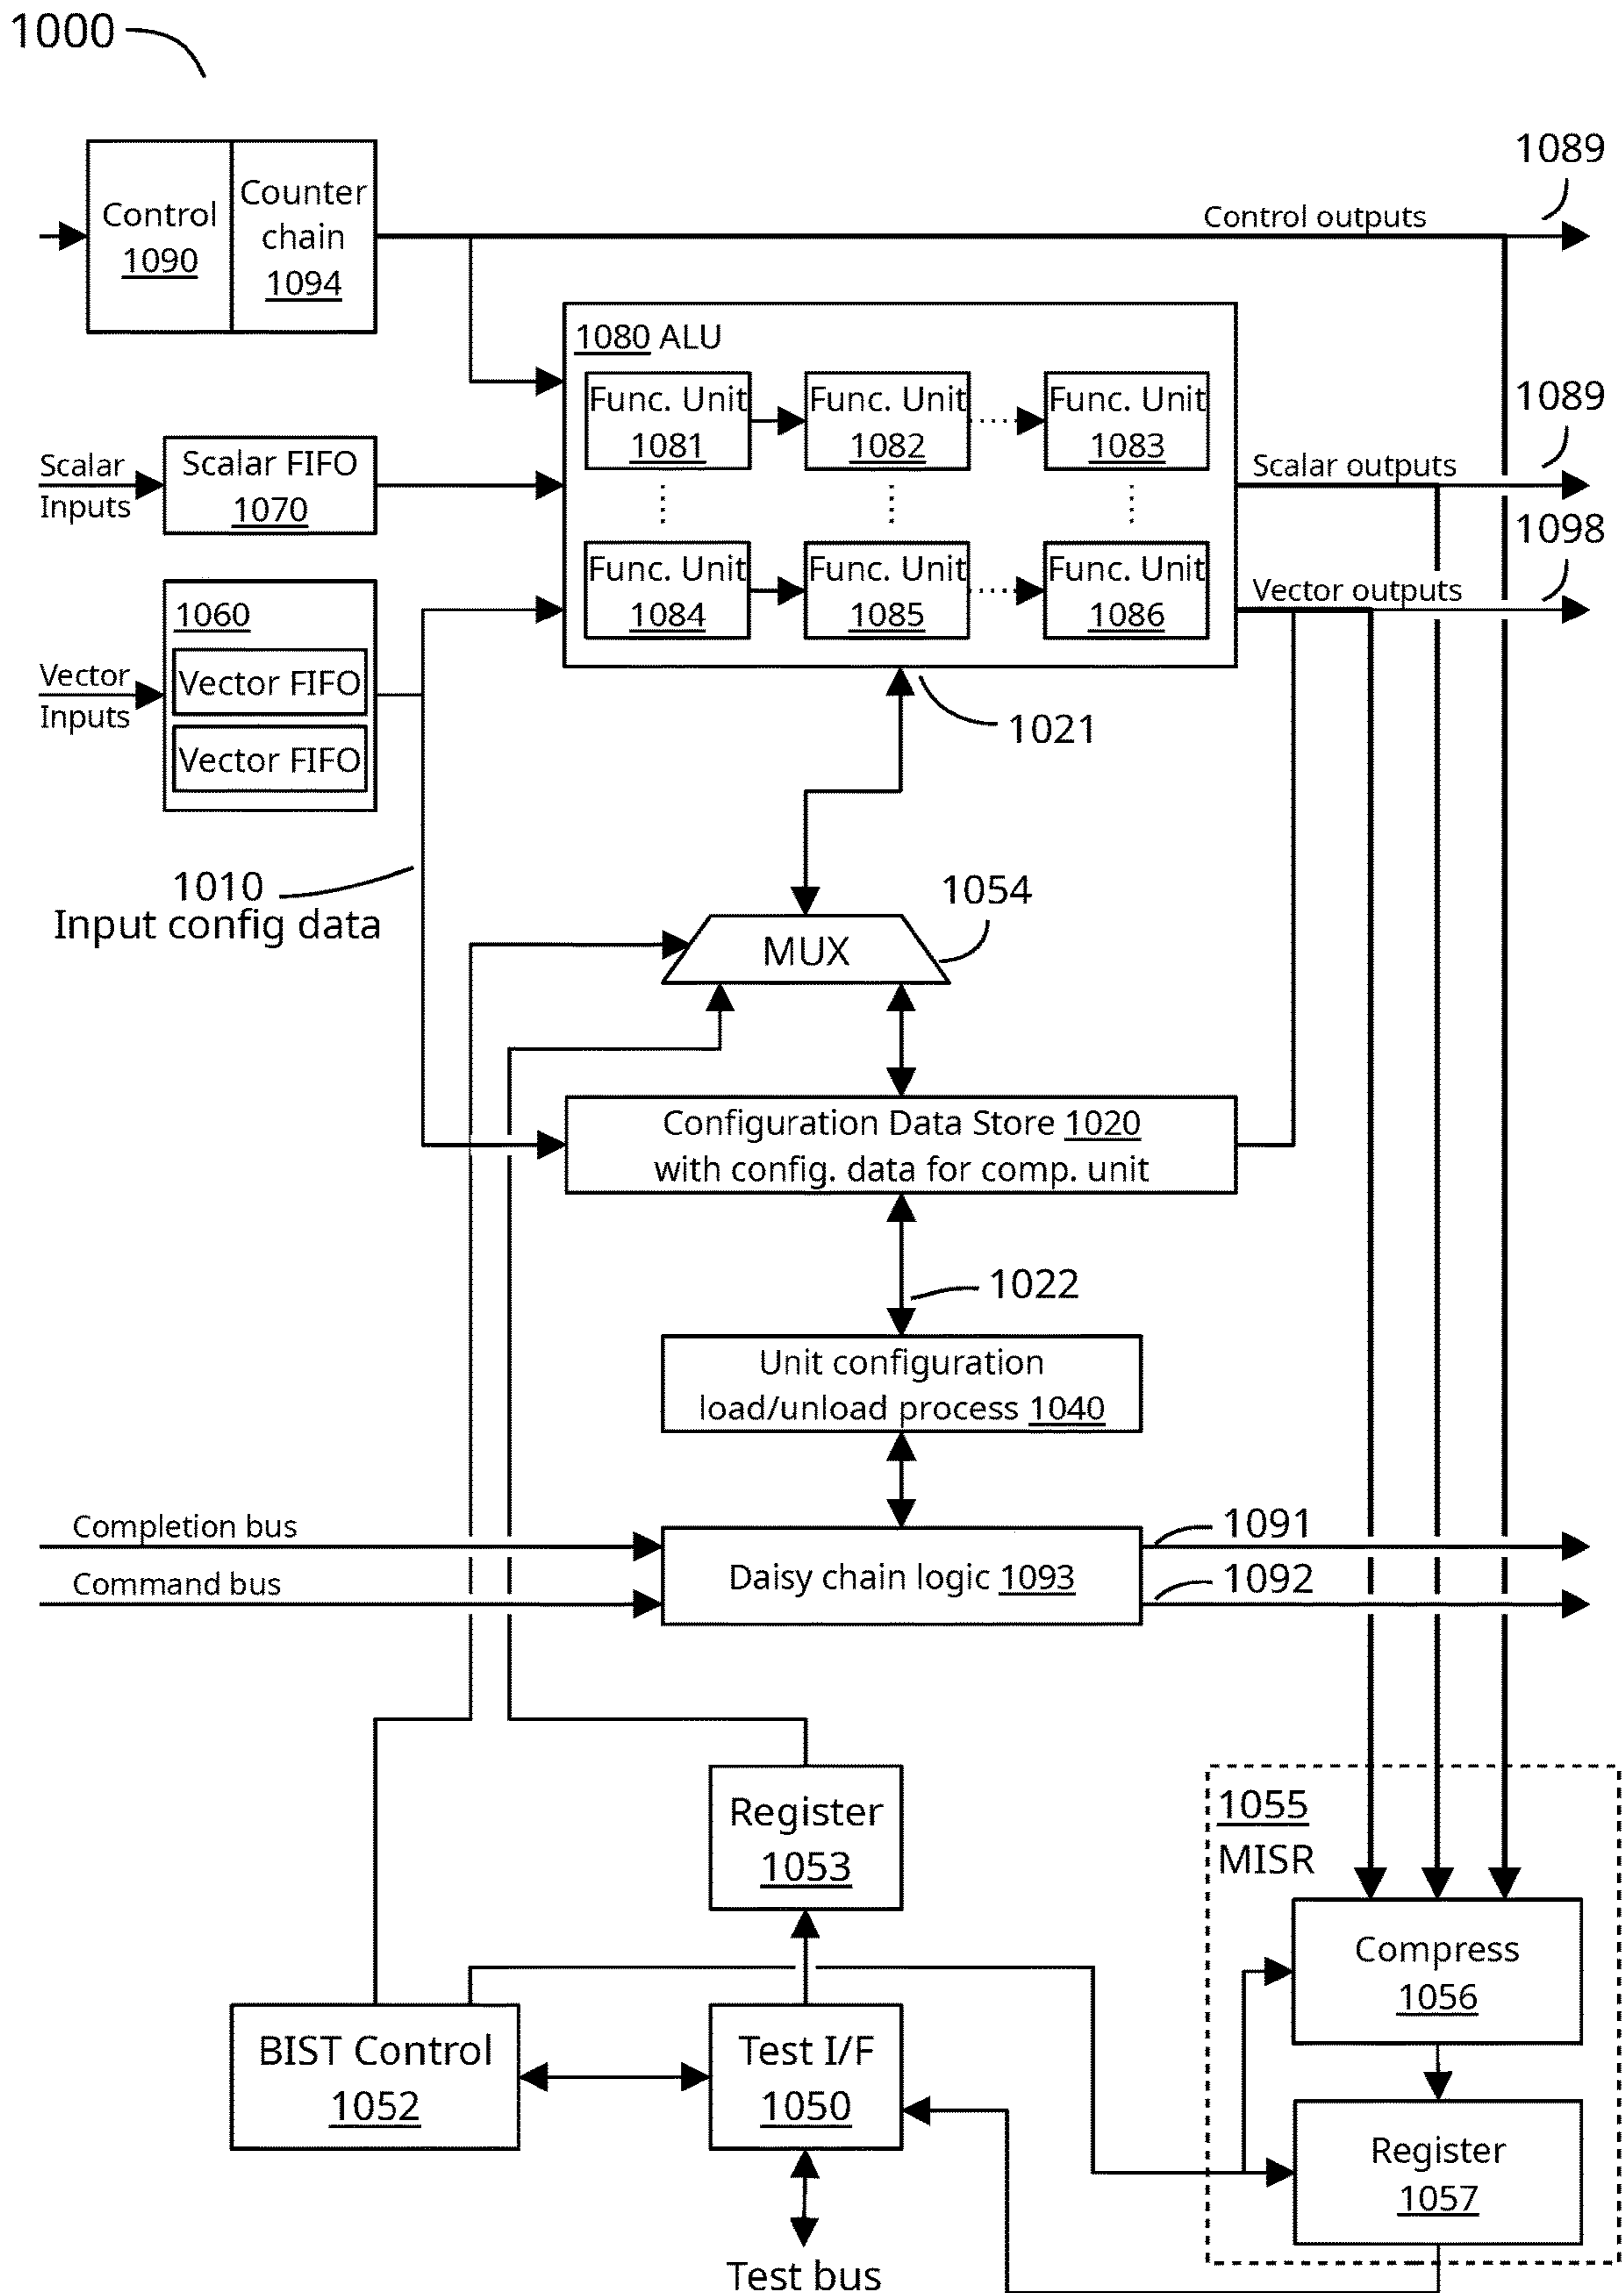 1000
1089
Control outputs
Control
1090
Counter
chain
1094
1080 ALU
Func. Unit
1081
Func. Unit
1082
Func. Unit
1083
1089
Scalar outputs
Scalar
Inputs
Scalar FIFO
1070
1098
Vector outputs
Func. Unit
1084
Func. Unit
1085
Func. Unit
1086
1060
Vector FIFO
Vector FIFO
Vector
Inputs
1021
1010
Input config data
1054
MUX
Configuration Data Store 1020
with config. data for comp. unit
1022
Unit configuration
load/unload process 1040
Completion bus
Command bus
Daisy chain logic 1093
1091
1092
Register
1053
1055
MISR
Compress
1056
BIST Control
1052
Test I/F
1050
Register
1057
Test bus